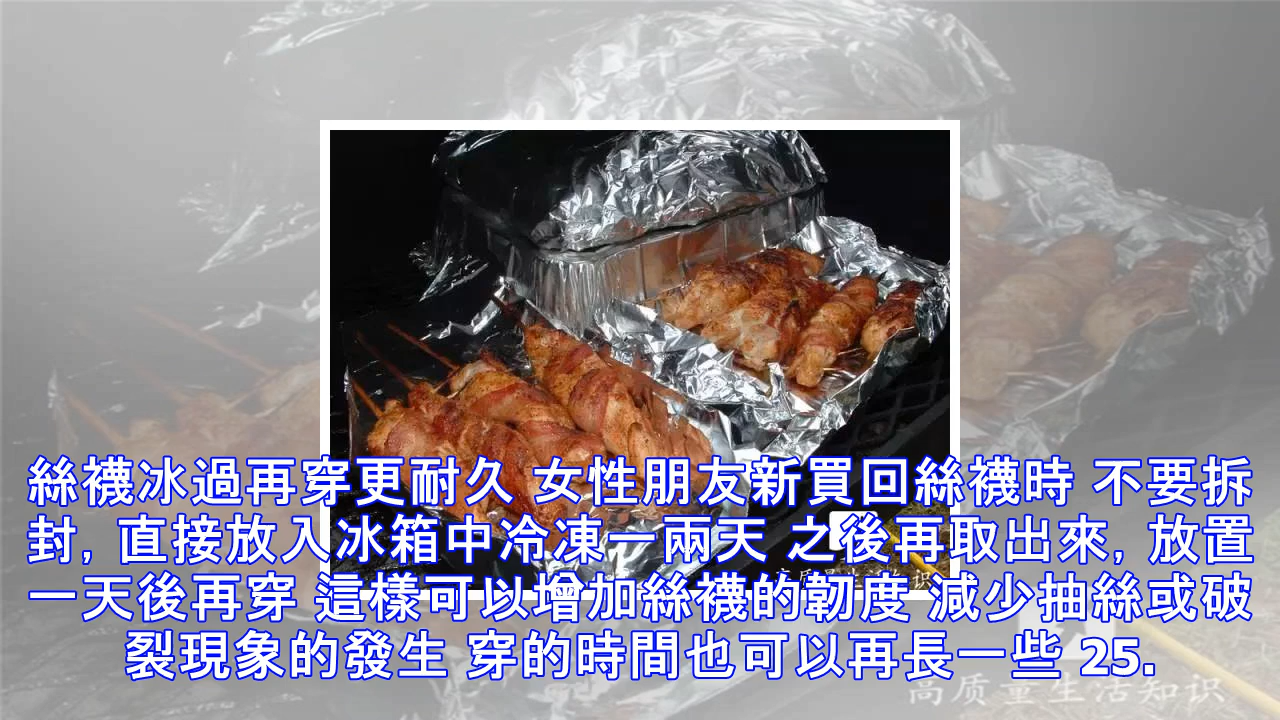 絲襪冰過再穿更耐久 女性朋友新買回絲襪時 不要拆
封, 直接放入冰箱中冷凍一兩天 之後再取出來, 放置
一天後再穿 這樣可以增加絲襪的韌度 減少抽絲或破
裂現象的發生 穿的時間也可以再長一些 25.
高质量生活知识